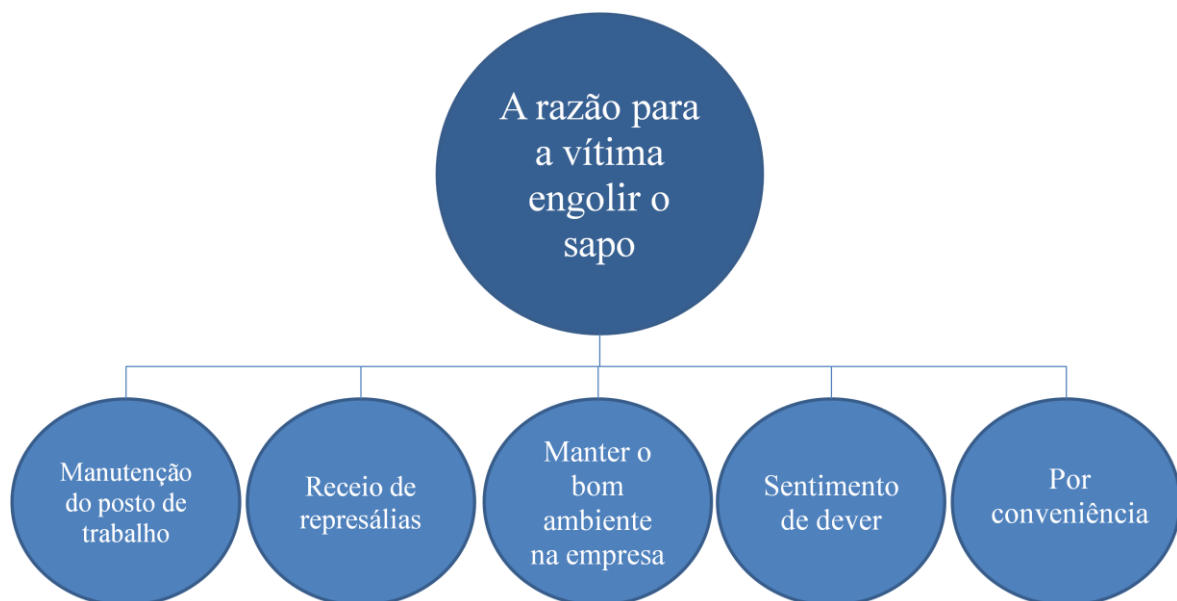 A razão para
a vítima
engolir o
sapo
Manutenção
do posto de
trabalho
Receio de
represálias
Manter o
bom
ambiente
na empresa
Sentimento
de dever
Por
conveniência